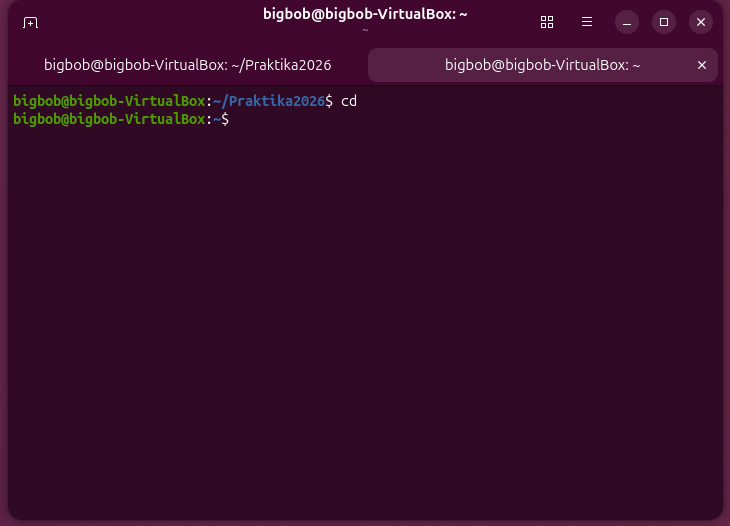 bigbob@bigbob-VirtualBox: ~
~
bigbob@bigbob-VirtualBox: ~/Praktika2026
bigbob@bigbob-VirtualBox: ~
bigbob@bigbob-VirtualBox:~/Praktika2026$ cd
bigbob@bigbob-VirtualBox:~$